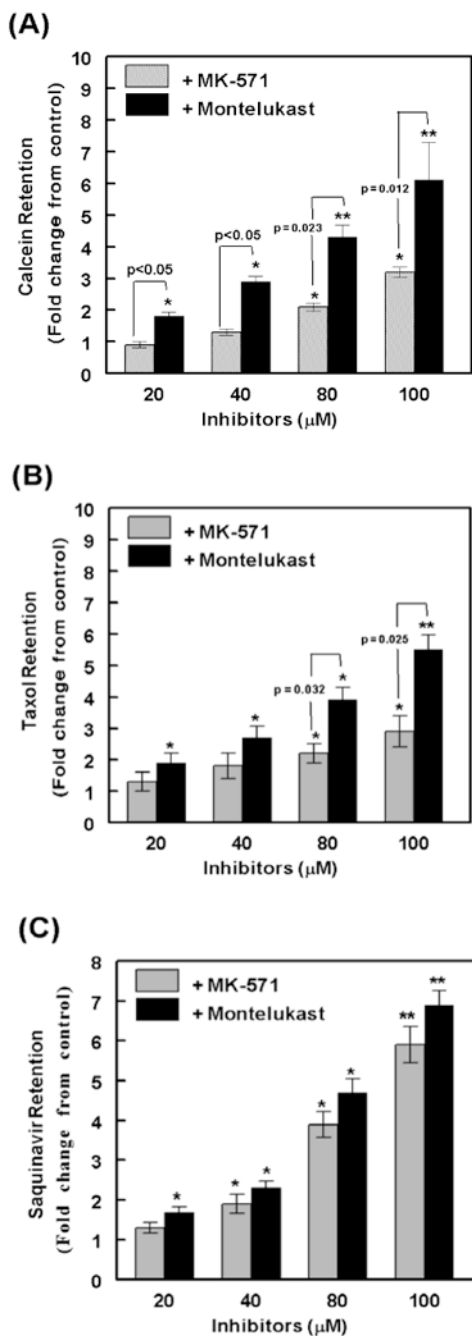 (A)
+ MK-571
+ Montelukast
Calcein Retention
(Fold change from control)
10
9
8
7
6
5
4
3
2
1
0
p<0.05
p<0.05
p=0.023
p=0.012
*
*
*
**
*
**
20 40 80 100
Inhibitors (μM)
(B)
+ MK-571
+ Montelukast
Taxol Retention
(Fold change from control)
10
9
8
7
6
5
4
3
2
1
0
p=0.032
p=0.025
*
*
*
*
*
**
20 40 80 100
Inhibitors (μM)
(C)
+ MK-571
+ Montelukast
Saquinavir Retention
(Fold change from control)
8
7
6
5
4
3
2
1
0
*
*
*
*
*
**
**
20 40 80 100
Inhibitors (μM)